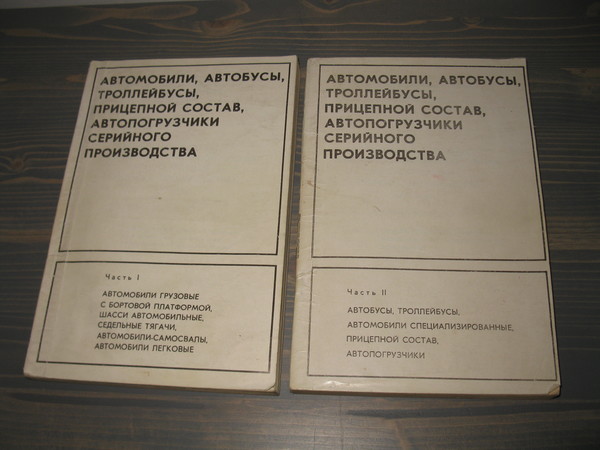 АВТОМОБИЛИ, АВТОБУСЫ,
ТРОЛЛЕЙБУСЫ,
ПРИЦЕПНОЙ СОСТАВ,
АВТОПОГРУЗЧИКИ
СЕРИЙНОГО
ПРОИЗВОДСТВА
Часть I
АВТОМОБИЛИ ГРУЗОВЫЕ
С БОРТОВОЙ ПЛАТФОРМОЙ,
ШАССИ АВТОМОБИЛЬНЫЕ,
СЕДЕЛЬНЫЕ ТЯГАЧИ,
АВТОМОБИЛИ-САМОСВАЛЫ,
АВТОМОБИЛИ ЛЕГКОВЫЕ
АВТОМОБИЛИ, АВТОБУСЫ,
ТРОЛЛЕЙБУСЫ,
ПРИЦЕПНОЙ СОСТАВ,
АВТОПОГРУЗЧИКИ
СЕРИЙНОГО
ПРОИЗВОДСТВА
Часть II
АВТОБУСЫ, ТРОЛЛЕЙБУСЫ,
АВТОМОБИЛИ СПЕЦИАЛИЗИРОВАННЫЕ,
ПРИЦЕПНОЙ СОСТАВ,
АВТОПОГРУЗЧИКИ